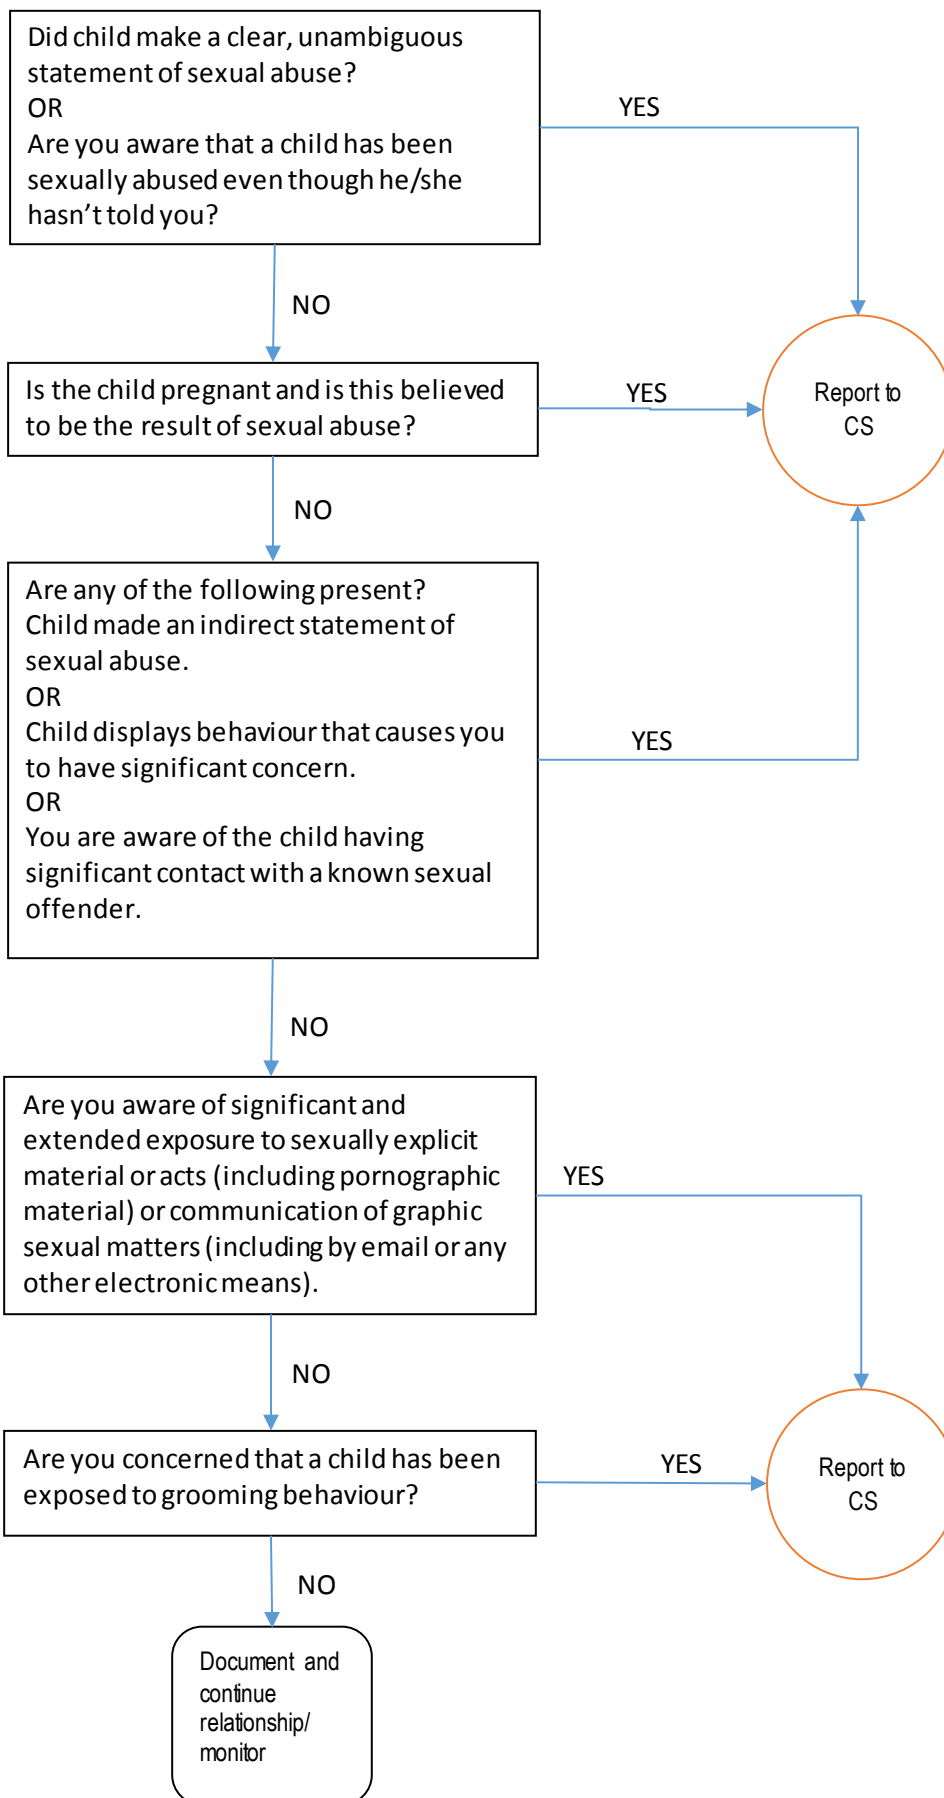 Did child make a clear, unambiguous
statement of sexual abuse?
OR
Are you aware that a child has been
sexually abused even though he/she
hasn’t told you?
YES
NO
Is the child pregnant and is this believed
to be the result of sexual abuse?
YES
Report to
CS
NO
Are any of the following present?
Child made an indirect statement of
sexual abuse.
OR
Child displays behaviour that causes you
to have significant concern.
OR
You are aware of the child having
significant contact with a known sexual
offender.
YES
NO
Are you aware of significant and
extended exposure to sexually explicit
material or acts (including pornographic
material) or communication of graphic
sexual matters (including by email or any
other electronic means).
YES
NO
Are you concerned that a child has been
exposed to grooming behaviour?
YES
Report to
CS
NO
Document and
continue
relationship/
monitor